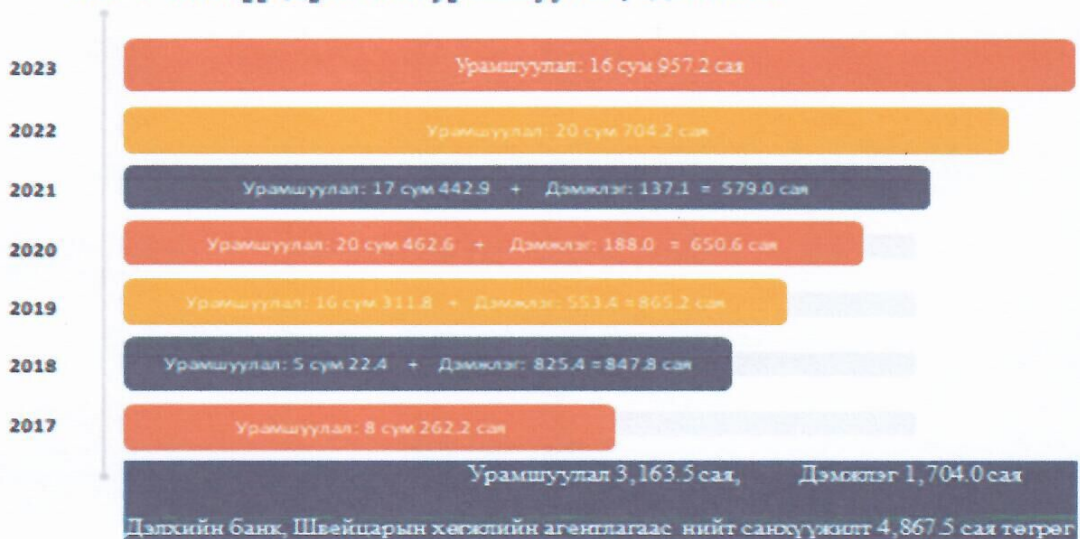 2023
Урамшуулал: 16 сум 957.2 сая
2022
Урамшуулал: 20 сум 704.2 сая
2021
Урамшуулал: 17 сум 442.9 + Дэмжлэг: 137.1 = 579.0 сая
2020
Урамшуулал: 20 сум 462.6 + Дэмжлэг: 188.0 = 650.6 сая
2019
Урамшуулал: 16 сум 311.8 + Дэмжлэг: 553.4 = 865.2 сая
2018
Урамшуулал: 5 сум 22.4 + Дэмжлэг: 825.4 =847.8 сая
2017
Урамшуулал: 8 сум 262.2 сая
Урамшуулал 3,163.5 сая, Дэмжлэг 1,704.0 сая
Дэлхийн банк, Швейцарын хөгжлийн агентлагаас нийт санхүүжилт 4,867.5 сая төгрөг